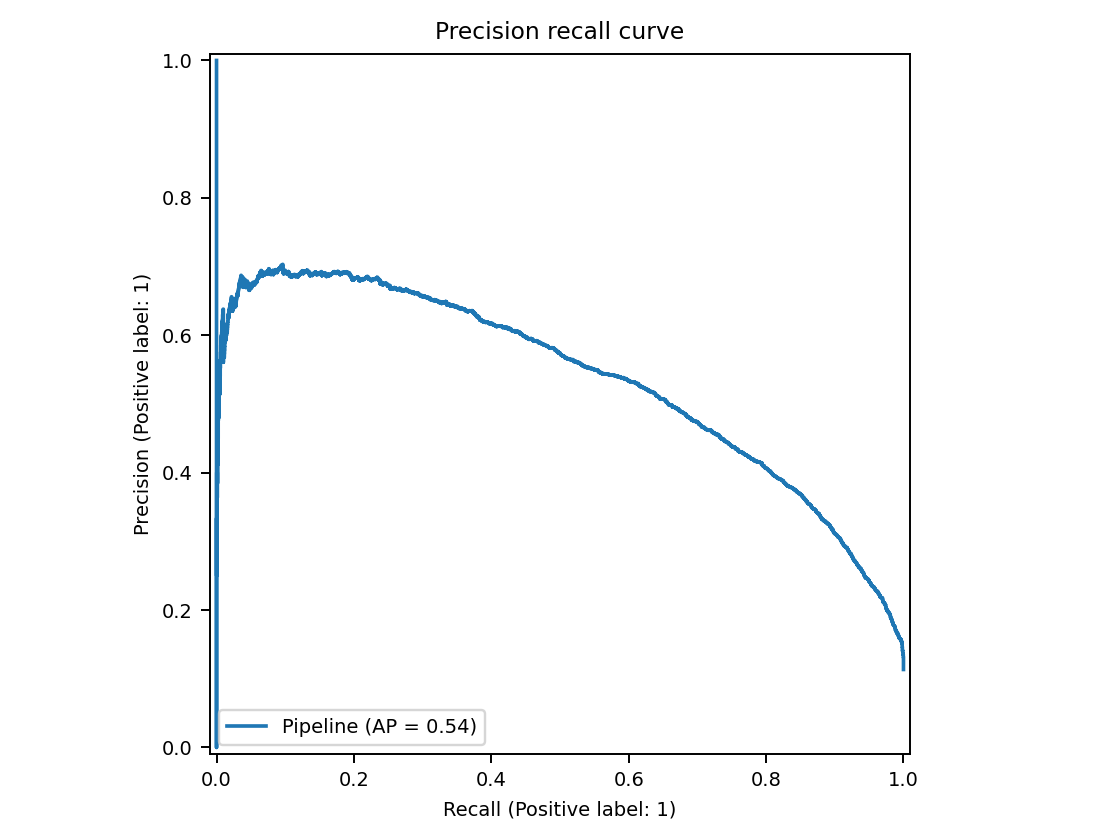 Precision recall curve
1.0
0.8
0.6
0.4
0.2
0.0
Precision (Positive label: 1)
Pipeline (AP = 0.54)
0.0 0.2 0.4 0.6 0.8 1.0
Recall (Positive label: 1)